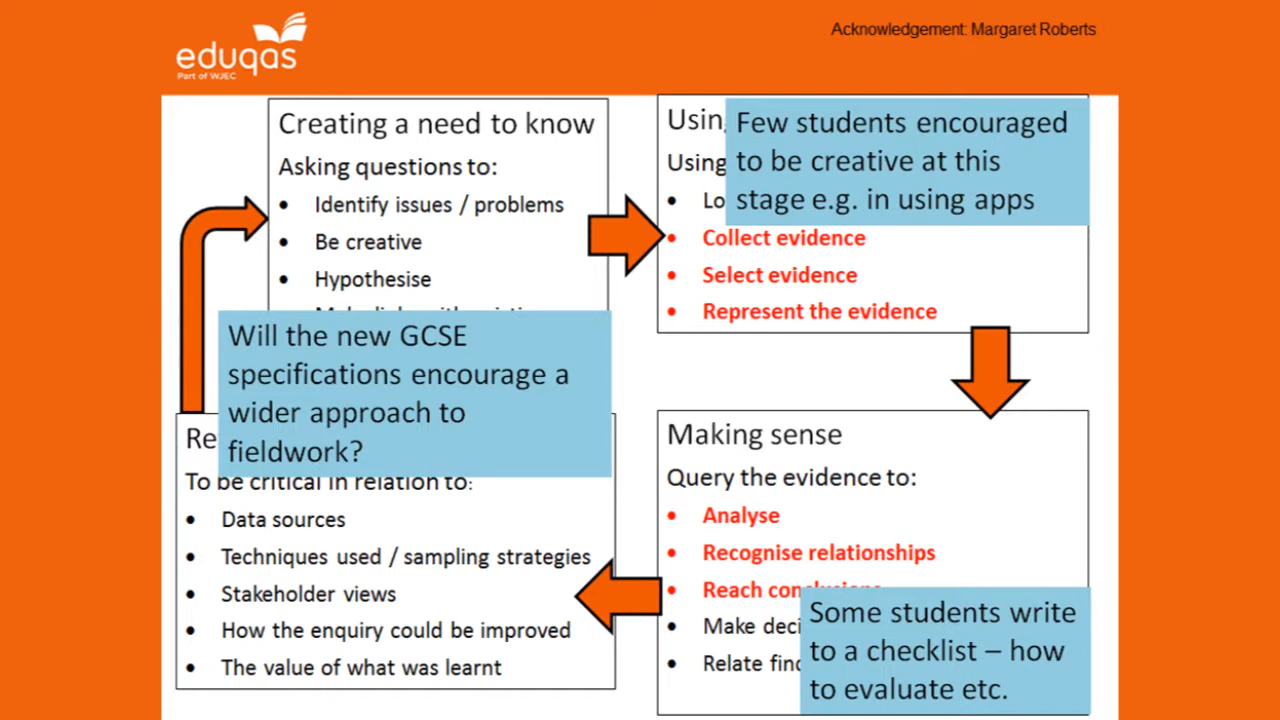 eduqas
Part of WJEC
Acknowledgement: Margaret Roberts
Creating a need to know
Asking questions to:
• Identify issues / problems
• Be creative
• Hypothesise
Few students encouraged
to be creative at this
stage e.g. in using apps
Using
• Collect evidence
• Select evidence
• Represent the evidence
Will the new GCSE
specifications encourage a
wider approach to
fieldwork?
To be critical in relation to:
• Data sources
• Techniques used / sampling strategies
• Stakeholder views
• How the enquiry could be improved
• The value of what was learnt
Making sense
Query the evidence to:
• Analyse
• Recognise relationships
• Reach conclusions
• Make
• Relate
Some students write
to a checklist – how
to evaluate etc.